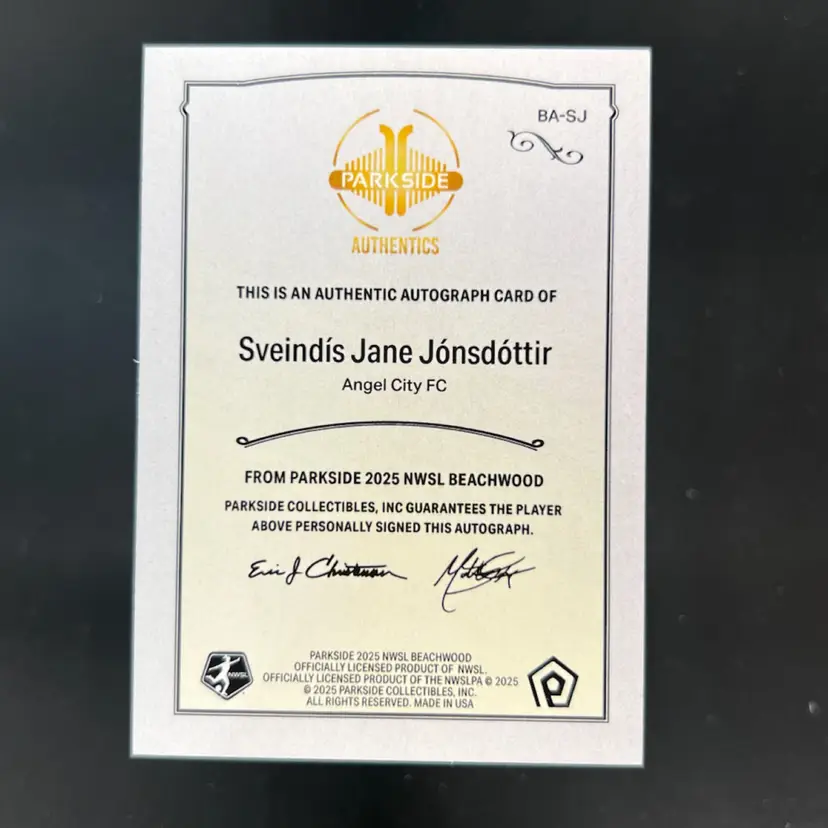 BA-SJ
PARKSIDE
AUTHENTICS
THIS IS AN AUTHENTIC AUTOGRAPH CARD OF
Sveindís Jane Jónsdóttir
Angel City FC
FROM PARKSIDE 2025 NWSL BEACHWOOD
PARKSIDE COLLECTIBLES, INC GUARANTEES THE PLAYER
ABOVE PERSONALLY SIGNED THIS AUTOGRAPH.
Eric J Christensen
NWSL
PARKSIDE 2025 NWSL BEACHWOOD
OFFICIALLY LICENSED PRODUCT OF NWSL.
OFFICIALLY LICENSED PRODUCT OF THE NWSLPA © 2025
© 2025 PARKSIDE COLLECTIBLES, INC.
ALL RIGHTS RESERVED. MADE IN USA